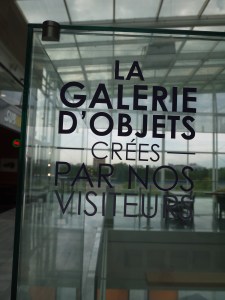 LA
GALERIE
D'OBJETS
CRÉES
PAR NOS
VISITEURS